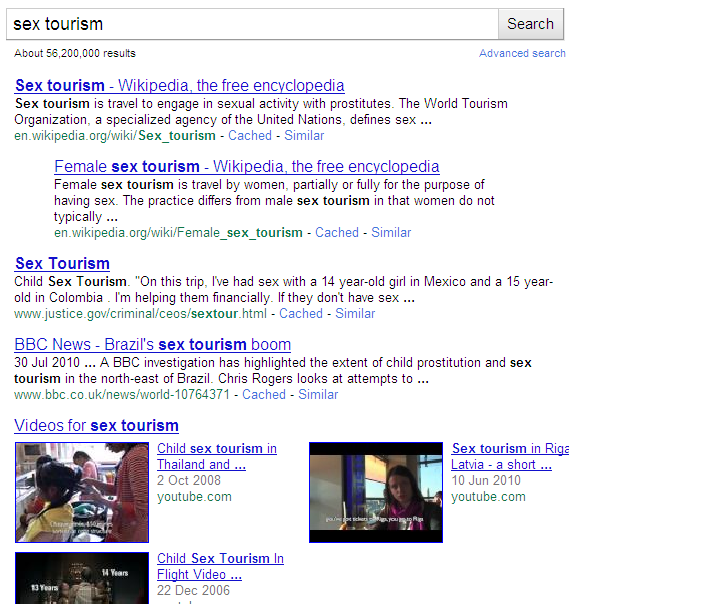 sex tourism Search
About 56,200,000 results Advanced search
Sex tourism - Wikipedia, the free encyclopedia
Sex tourism is travel to engage in sexual activity with prostitutes. The World Tourism
Organization, a specialized agency of the United Nations, defines sex ...
en.wikipedia.org/wiki/Sex_tourism - Cached - Similar
Female sex tourism - Wikipedia, the free encyclopedia
Female sex tourism is travel by women, partially or fully for the purpose of
having sex. The practice differs from male sex tourism in that women do not
typically ...
en.wikipedia.org/wiki/Female_sex_tourism - Cached - Similar
Sex Tourism
Child Sex Tourism. "On this trip, I've had sex with a 14 year-old girl in Mexico and a 15 year-
old in Colombia . I'm helping them financially. If they don't have sex ...
www.justice.gov/criminal/ceos/sextour.html - Cached - Similar
BBC News - Brazil's sex tourism boom
30 Jul 2010 ... A BBC investigation has highlighted the extent of child prostitution and sex
tourism in the north-east of Brazil. Chris Rogers looks at attempts to ...
www.bbc.co.uk/news/world-10764371 - Cached - Similar
Videos for sex tourism
Child sex tourism in
Thailand and ...
2 Oct 2008
youtube.com
Sex tourism in Riga
Latvia - a short ...
10 Jun 2010
youtube.com
Child Sex Tourism In
Flight Video ...
22 Dec 2006
14 Years
13 Years